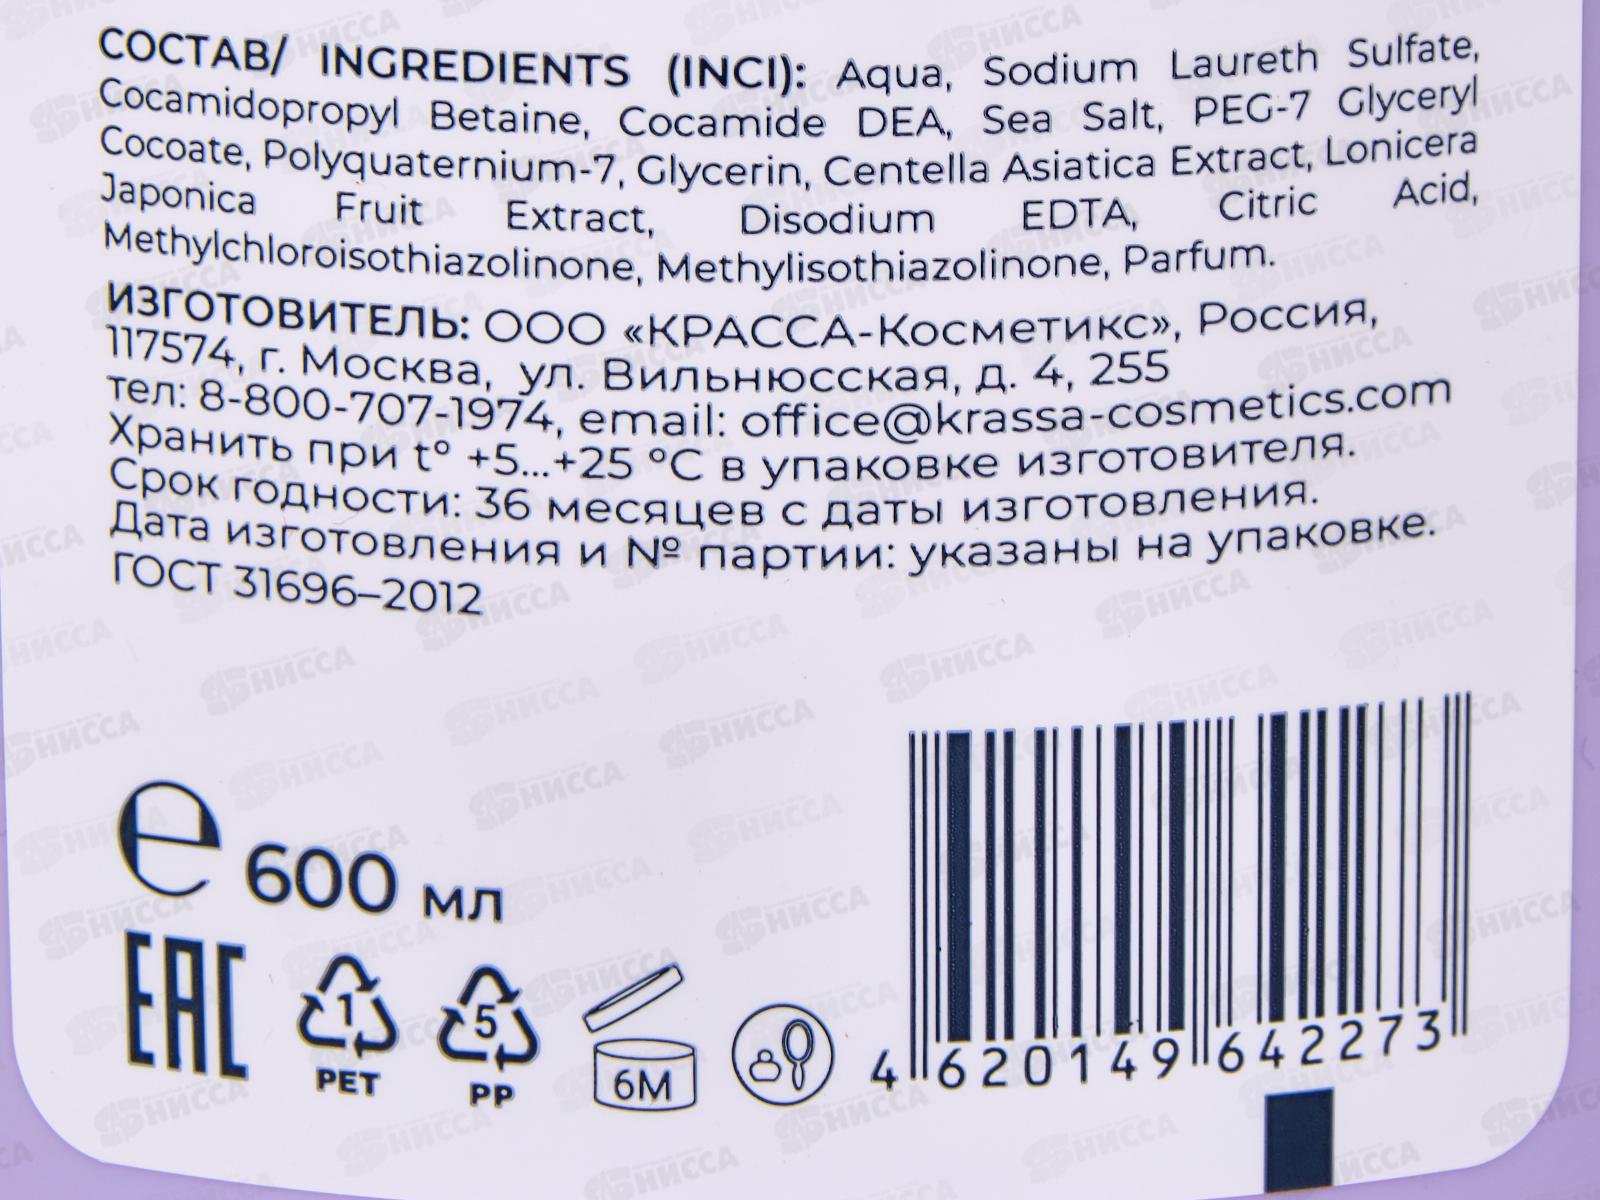 СОСТАВ/ INGREDIENTS (INCI): Aqua, Sodium Laureth Sulfate,
Cocamidopropyl Betaine, Cocamide DEA, Sea Salt, PEG-7 Glyceryl
Cocoate, Polyquaternium-7, Glycerin, Centella Asiatica Extract, Lonicera
Japonica Fruit Extract, Disodium EDTA, Citric Acid,
Methylchloroisothiazolinone, Methylisothiazolinone, Parfum.
ИЗГОТОВИТЕЛЬ: ООО «КРАССА-Косметикс», Россия,
117574, г. Москва, ул. Вильнюсская, д. 4, 255
тел: 8-800-707-1974, email: office@krassa-cosmetics.com
Хранить при t° +5...+25 °C в упаковке изготовителя.
Срок годности: 36 месяцев с даты изготовления.
Дата изготовления и № партии: указаны на упаковке.
ГОСТ 31696–2012
e 600 мл
EAC
1
PET
5
PP
6M
4 620149 642273
НИССА